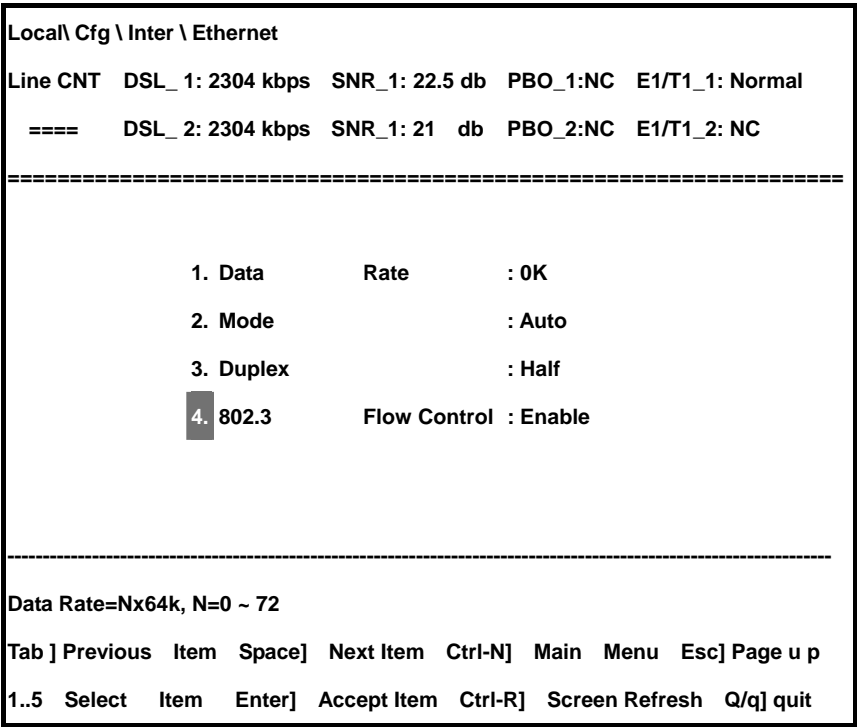 Local\ Cfg \ Inter \ Ethernet
Line CNT DSL_ 1: 2304 kbps SNR_1: 22.5 db PBO_1:NC E1/T1_1: Normal
==== DSL_ 2: 2304 kbps SNR_1: 21 db PBO_2:NC E1/T1_2: NC
===================================================================
1. Data Rate : 0K
2. Mode : Auto
3. Duplex : Half
4. 802.3 Flow Control : Enable
---------------------------------------------------------------------------------------------------------------------
Data Rate=Nx64k, N=0 ~ 72
Tab ] Previous Item Space] Next Item Ctrl-N] Main Menu Esc] Page u p
1..5 Select Item Enter] Accept Item Ctrl-R] Screen Refresh Q/q] quit